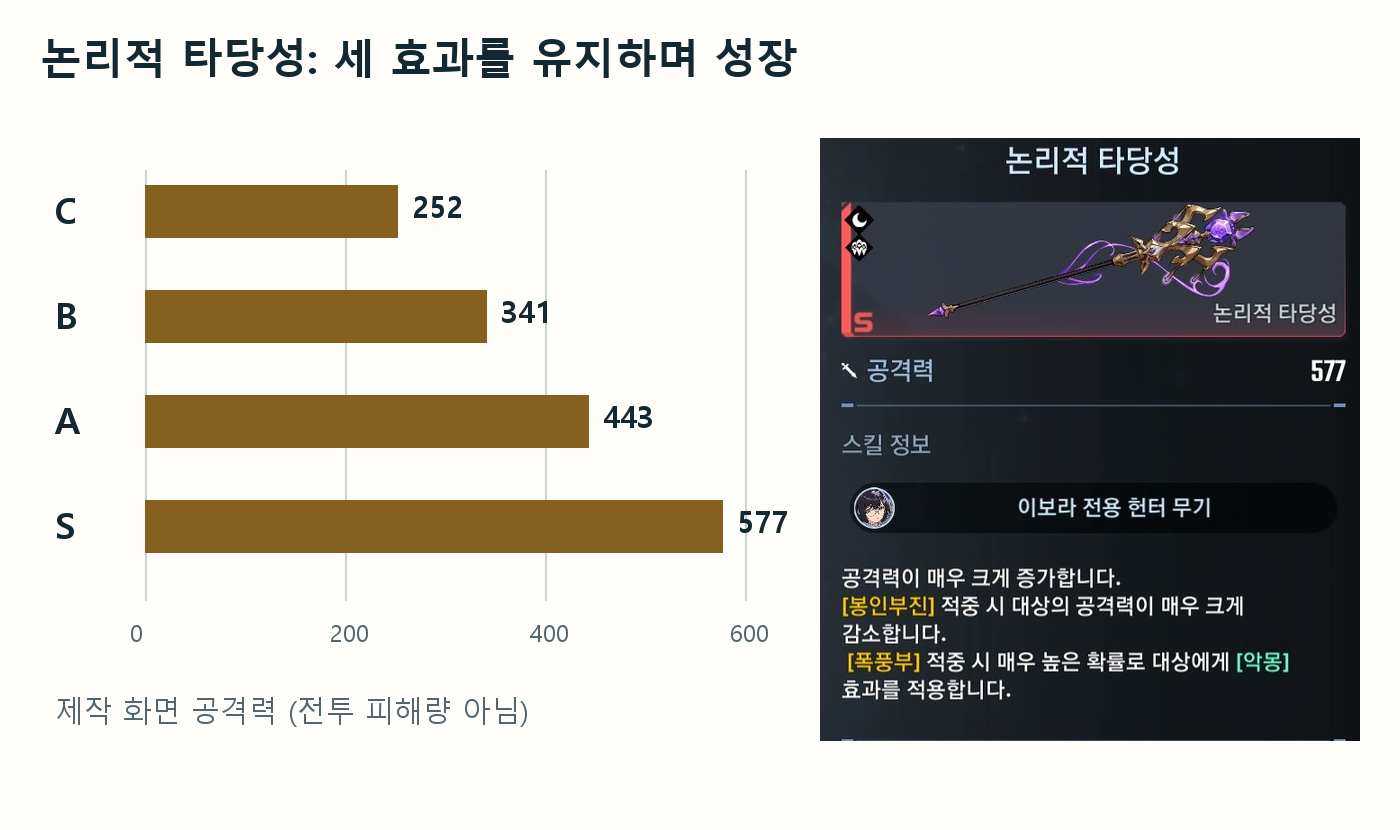 논리적 타당성: 세 효과를 유지하며 성장
C
252
B
341
A
443
S
577
0
200
400
600
제작 화면 공격력 (전투 피해량 아님)
논리적 타당성
S
논리적 타당성
공격력
577
스킬 정보
이보라 전용 헌터 무기
공격력이 매우 크게 증가합니다.
[봉인부진] 적중 시 대상의 공격력이 매우 크게
감소합니다.
[폭풍부] 적중 시 매우 높은 확률로 대상에게 [악몽]
효과를 적용합니다.